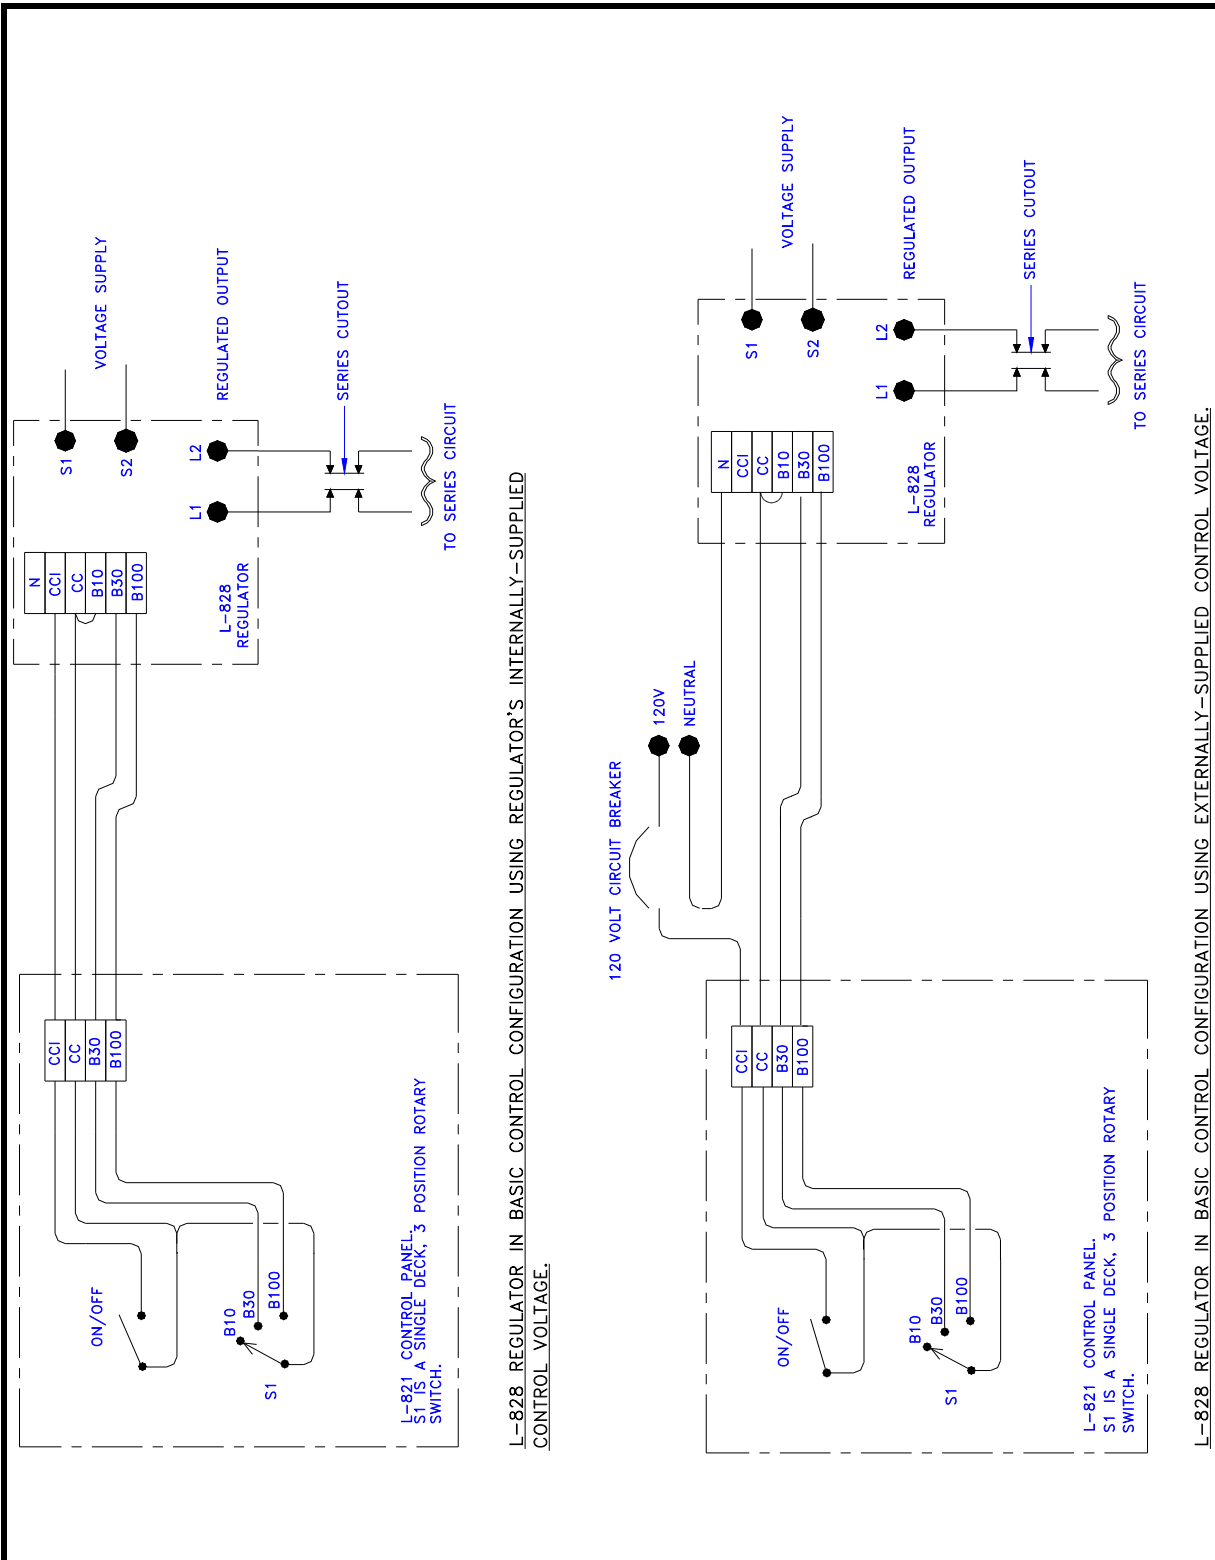 VOLTAGE SUPPLY
S1
S2
REGULATED OUTPUT
L2
L1
SERIES CUTOUT
TO SERIES CIRCUIT
N
CCI
CC
B10
B30
B100
L-828
REGULATOR
CCI
CC
B30
B100
ON/OFF
B10
B30
B100
S1
L-821 CONTROL PANEL.
S1 IS A SINGLE DECK, 3 POSITION ROTARY
SWITCH.
L-828 REGULATOR IN BASIC CONTROL CONFIGURATION USING REGULATOR'S INTERNALLY-SUPPLIED
CONTROL VOLTAGE.
VOLTAGE SUPPLY
S1
S2
REGULATED OUTPUT
L2
L1
SERIES CUTOUT
TO SERIES CIRCUIT
N
CCI
CC
B10
B30
B100
L-828
REGULATOR
120V
NEUTRAL
120 VOLT CIRCUIT BREAKER
CCI
CC
B30
B100
ON/OFF
B10
B30
B100
S1
L-821 CONTROL PANEL.
S1 IS A SINGLE DECK, 3 POSITION ROTARY
SWITCH.
L-828 REGULATOR IN BASIC CONTROL CONFIGURATION USING EXTERNALLY-SUPPLIED CONTROL VOLTAGE.